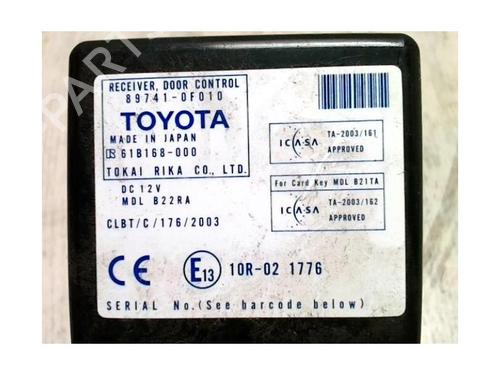 RECEIVER, DOOR CONTROL
89741-0F010
TOYOTA
MADE IN JAPAN
DS 61B168-000
TOKAI RIKA CO., LTD.
DC 12V
MDL B22RA
CLBT/C/176/2003
ICASA
TA-2003/161
APPROVED
For Card Key MDL B21TA
ICASA
TA-2003/162
APPROVED
CE E13 10R-02 1776
SERIAL No.(See barcode below)